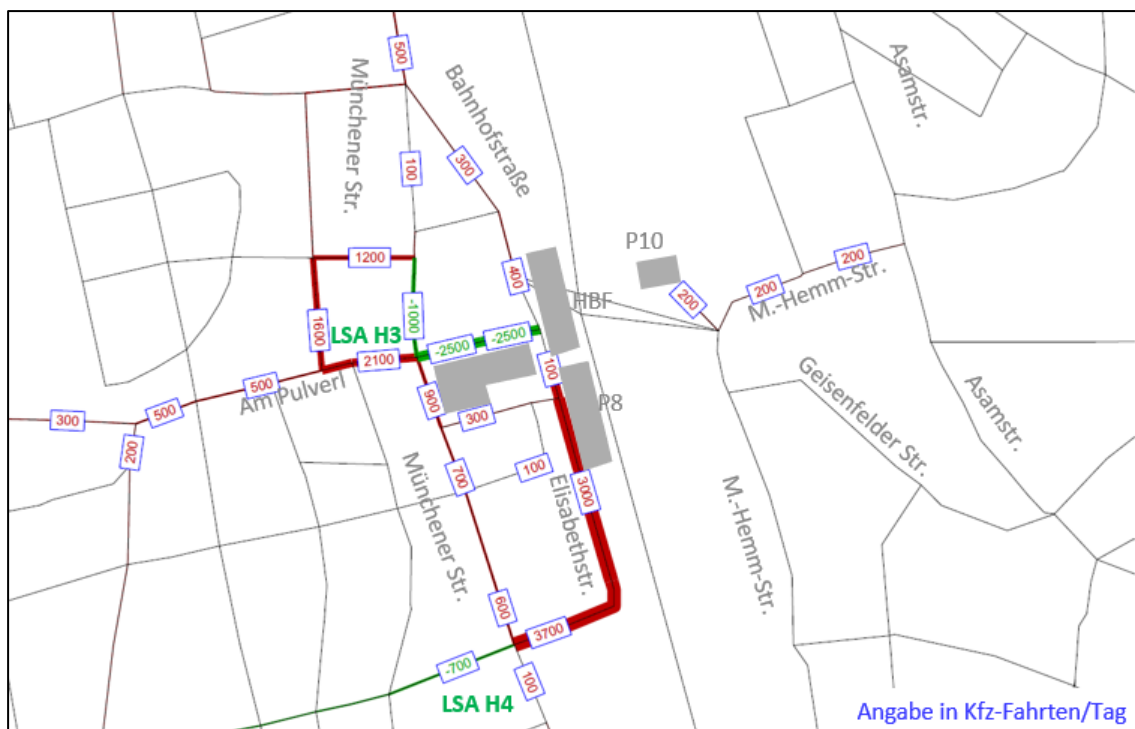 500
Münchener Str.
Bahnhofstraße
Asamstr.
100
300
P10
1200
400
200
200
200
M.-Hemm-Str.
HBF
-1000
1600
LSA H3
-2500
-2500
2100
100
500
Am Pulverl
900
P8
500
300
300
200
Münchener Str.
700
100
3000
Elisabethstr.
Geisenfelder Str.
Asamstr.
M.-Hemm-Str.
600
3700
-700
100
LSA H4
Angabe in Kfz-Fahrten/Tag